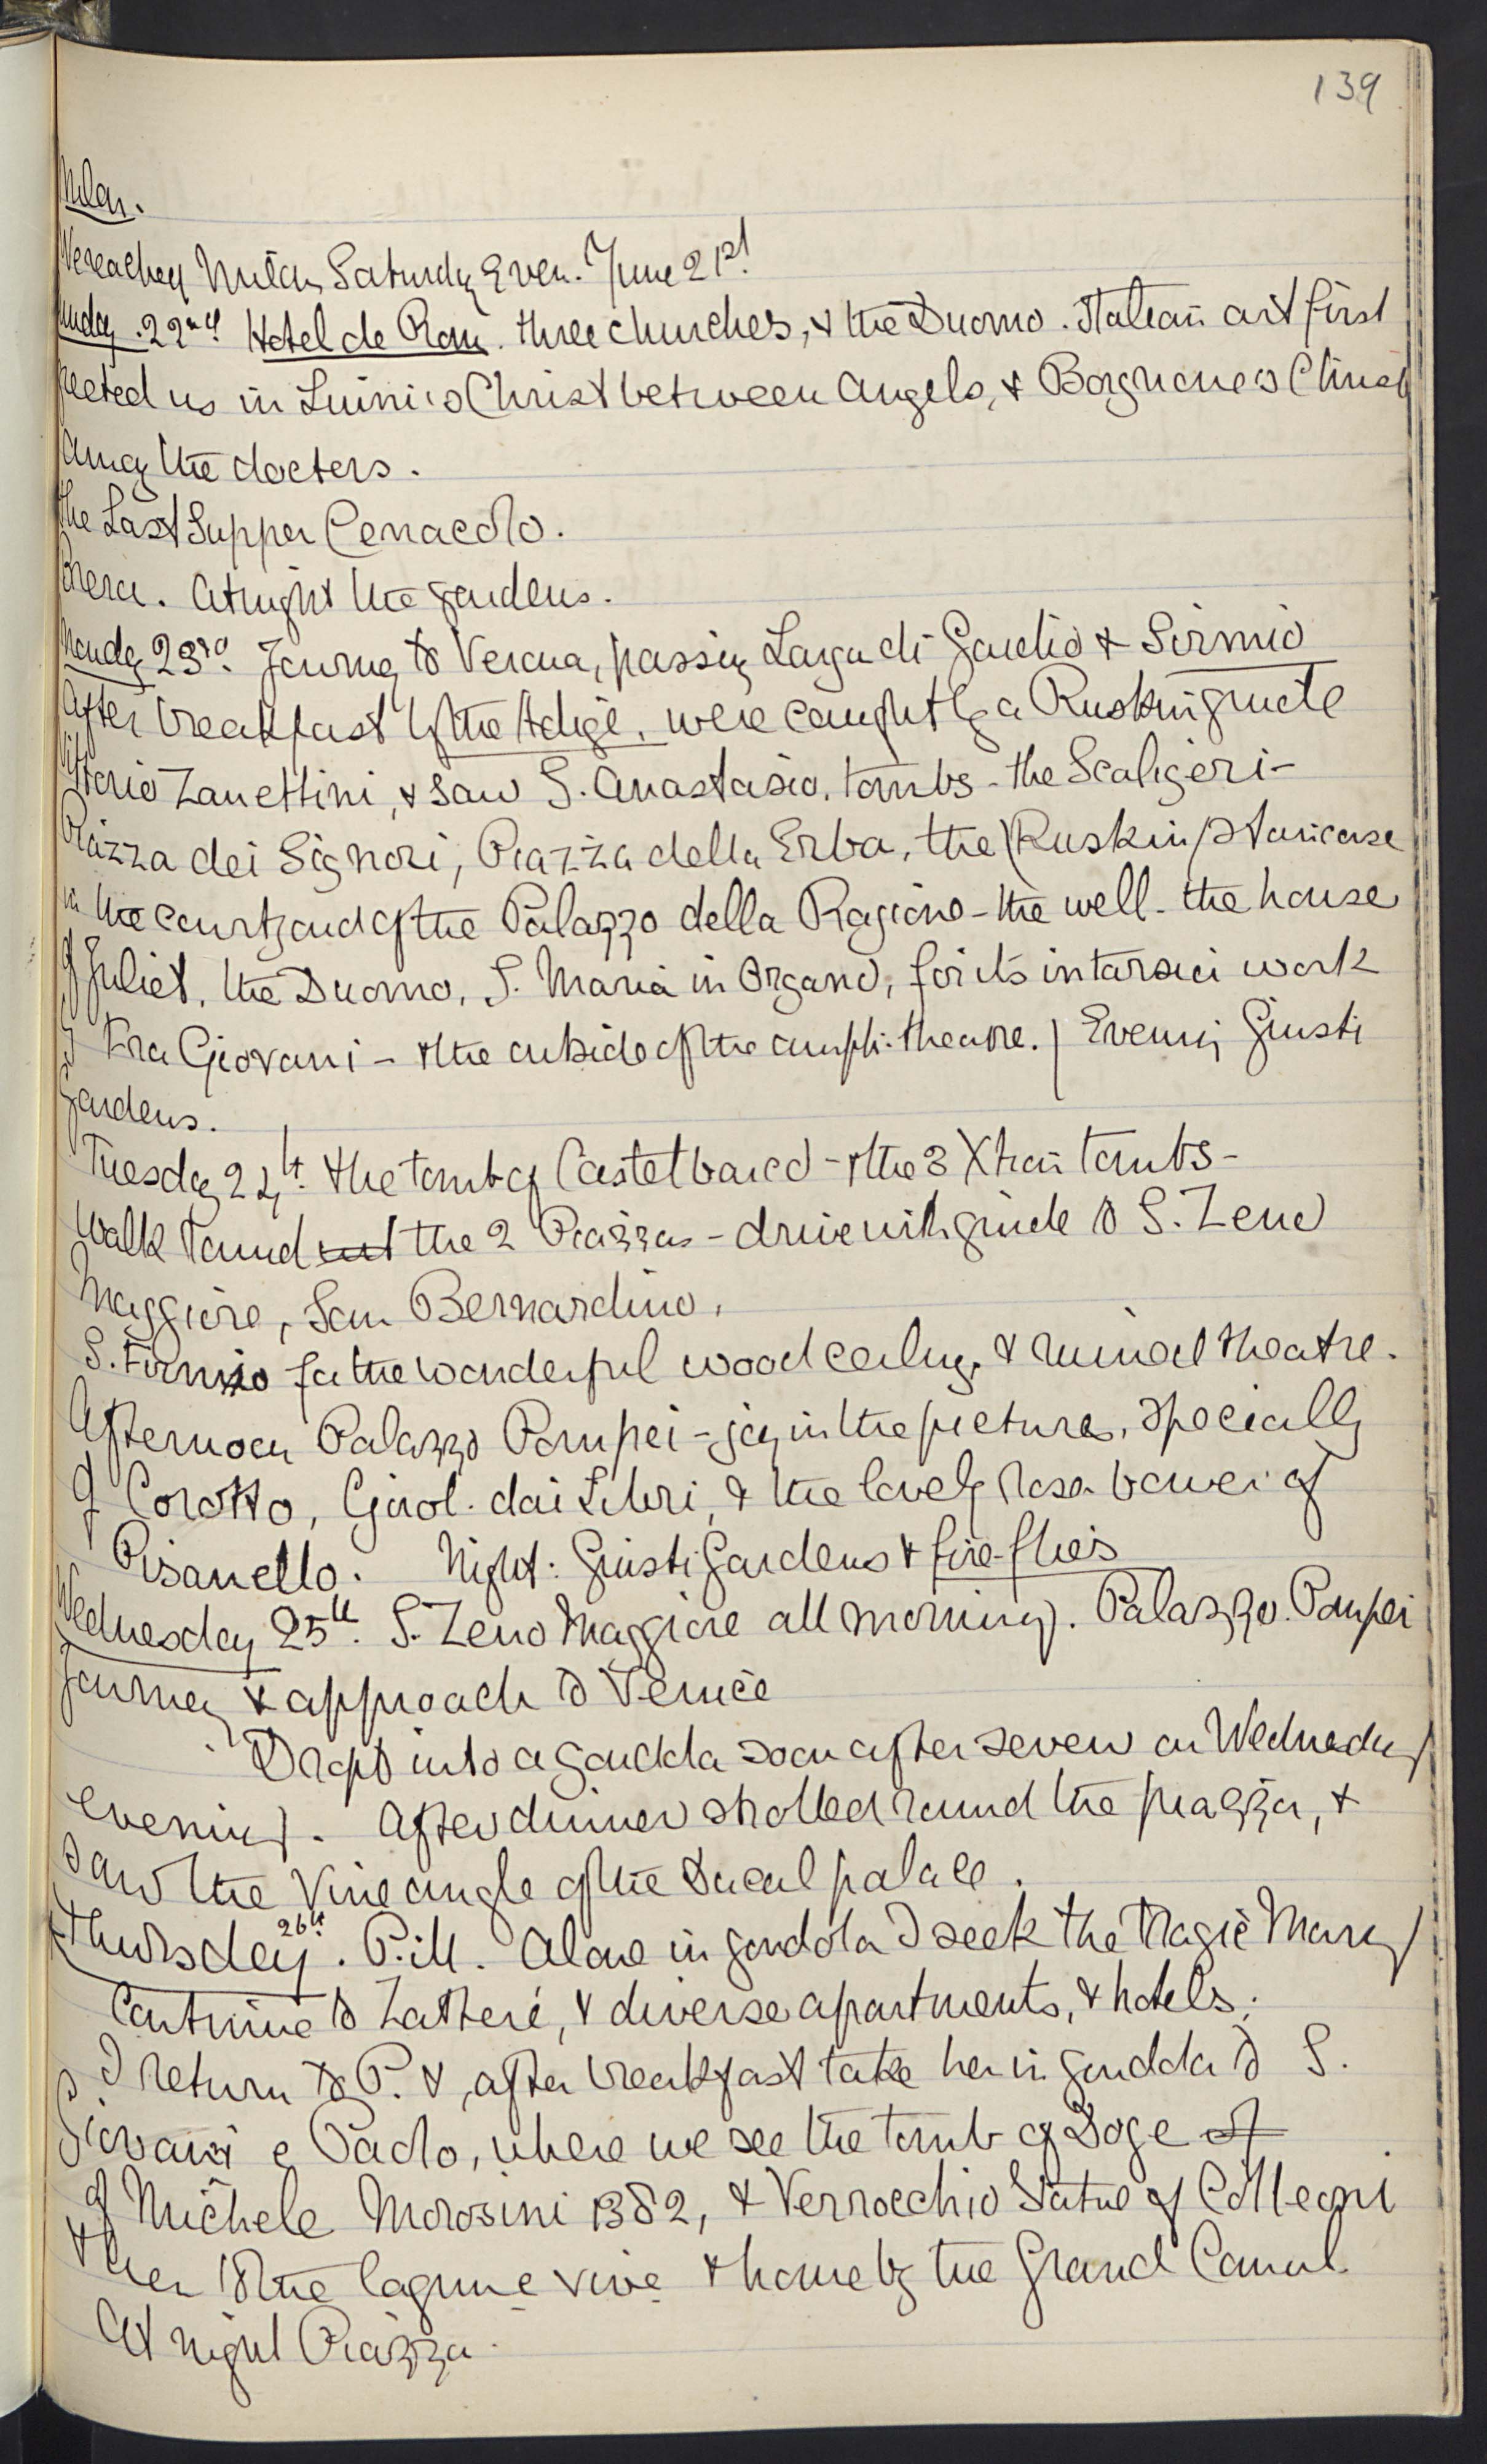 139
Milan.
We reached Milan Saturday Even. June 21st.
Sunday. 22nd Hotel de Rom. three churches, & the Duomo. Italian art first
greeted us in Luini's Christ between Angels, & Borgnone's Christ
among the docters.
The Last Supper Cenacolo.
Brera. At night the gardens.
Monday 23rd. Journey to Verona, passing Lago di Garda & Sirmio
After breakfast by the Adige. were caught by a Ruskin guide
Vittorio Zanettini, & saw S. Anastasia. tombs - the Scaligeri -
Piazza dei Signori, Piazza della Erba, the (Ruskin) staircase
in the courtyard of the Palazzo della Ragione - the well - the house
of Juliet, the Duomo, S. Maria in Organo, for its intarsia work
by Fra Giovani - & the outside of the amphi-theatre. / Evening Giusti
gardens.
Tuesday 24th. the tomb of Castelbarco - & the 3 Xtian tombs -
walk round the 2 Piazzas - drive with guide to S. Zeno
Maggiore, San Bernardino,
S. Firmio for the wonderful wood ceiling, & ruined theatre.
Afternoon Palazzo Pompei - joy in the pictures, specially
of Corotto, Girol. dai Libri, & the lovely rose-bower of
Pisanello. Night: Giusti Gardens & fire-flies
Wednesday 25th. S. Zeno Maggiore all morning. Palazzo Pompei
Journey & approach to Venice
Dropt into a gondola soon after seven on Wednesday
evening. After dinner strolled round the piazza, &
saw the Vine angle of the Ducal palace.
Thursday 26th. P. ill. Alone in gondola I seek the Magic Mary
Continue to Zattere, & diverse apartments, & hotels.
I return to P. &, after breakfast take her in gondola to S.
Giovani e Paolo, where we see the tomb of Doge of
of Michele Morosini 1382, & Verrocchio Statue of Colleoni
& then to the lagune vive & home by the Grand Canal.
At night Piazza.